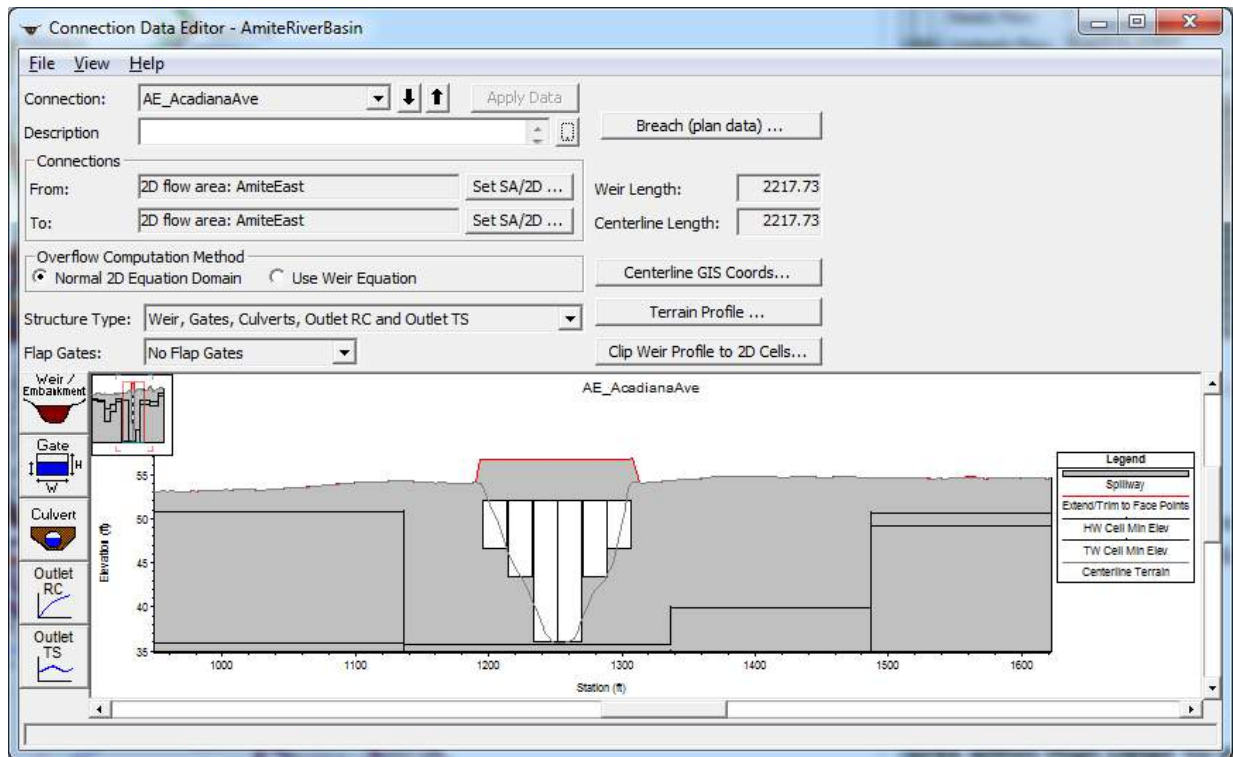 Connection Data Editor - AmiteRiverBasin
File View Help
Connection: AE_AcadianaAve Apply Data
Description Breach (plan data) ...
Connections
From: 2D flow area: AmiteEast Set SA/2D ... Weir Length: 2217.73
To: 2D flow area: AmiteEast Set SA/2D ... Centerline Length: 2217.73
Overflow Computation Method
Normal 2D Equation Domain Use Weir Equation Centerline GIS Coords...
Structure Type: Weir, Gates, Culverts, Outlet RC and Outlet TS Terrain Profile ...
Flap Gates: No Flap Gates Clip Weir Profile to 2D Cells...
Weir /
Embankment
Gate
H
W
Culvert
Outlet
RC
Outlet
TS
AE_AcadianaAve
55
50
45
40
35
Elevation (ft)
1000 1100 1200 1300 1400 1500 1600
Station (ft)
Legend
Spillway
Extend/Trim to Face Points
HW Cell Min Elev
TW Cell Min Elev
Centerline Terrain